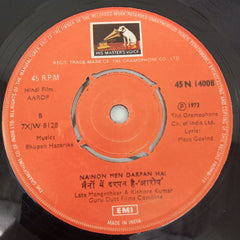 HIS MASTER'S VOICE
REGD. TRADE MARK OF THE GRAMOPHONE CO., LTD.
45 R.P.M.
45 N 14008
Hindi Film
AAROP
Ⓟ 1973
S
7XJW 8128
The Gramophone
Co. of India Ltd.
Music:
Bhupen Hazarika
Lyric:
Maya Govind
NAINON MEN DARPAN HAI
नैनों में दरपन है-"आरोप"
Lata Mangeshkar & Kishore Kumar
Guru Dutt Films Combine
EMI
MADE IN INDIA